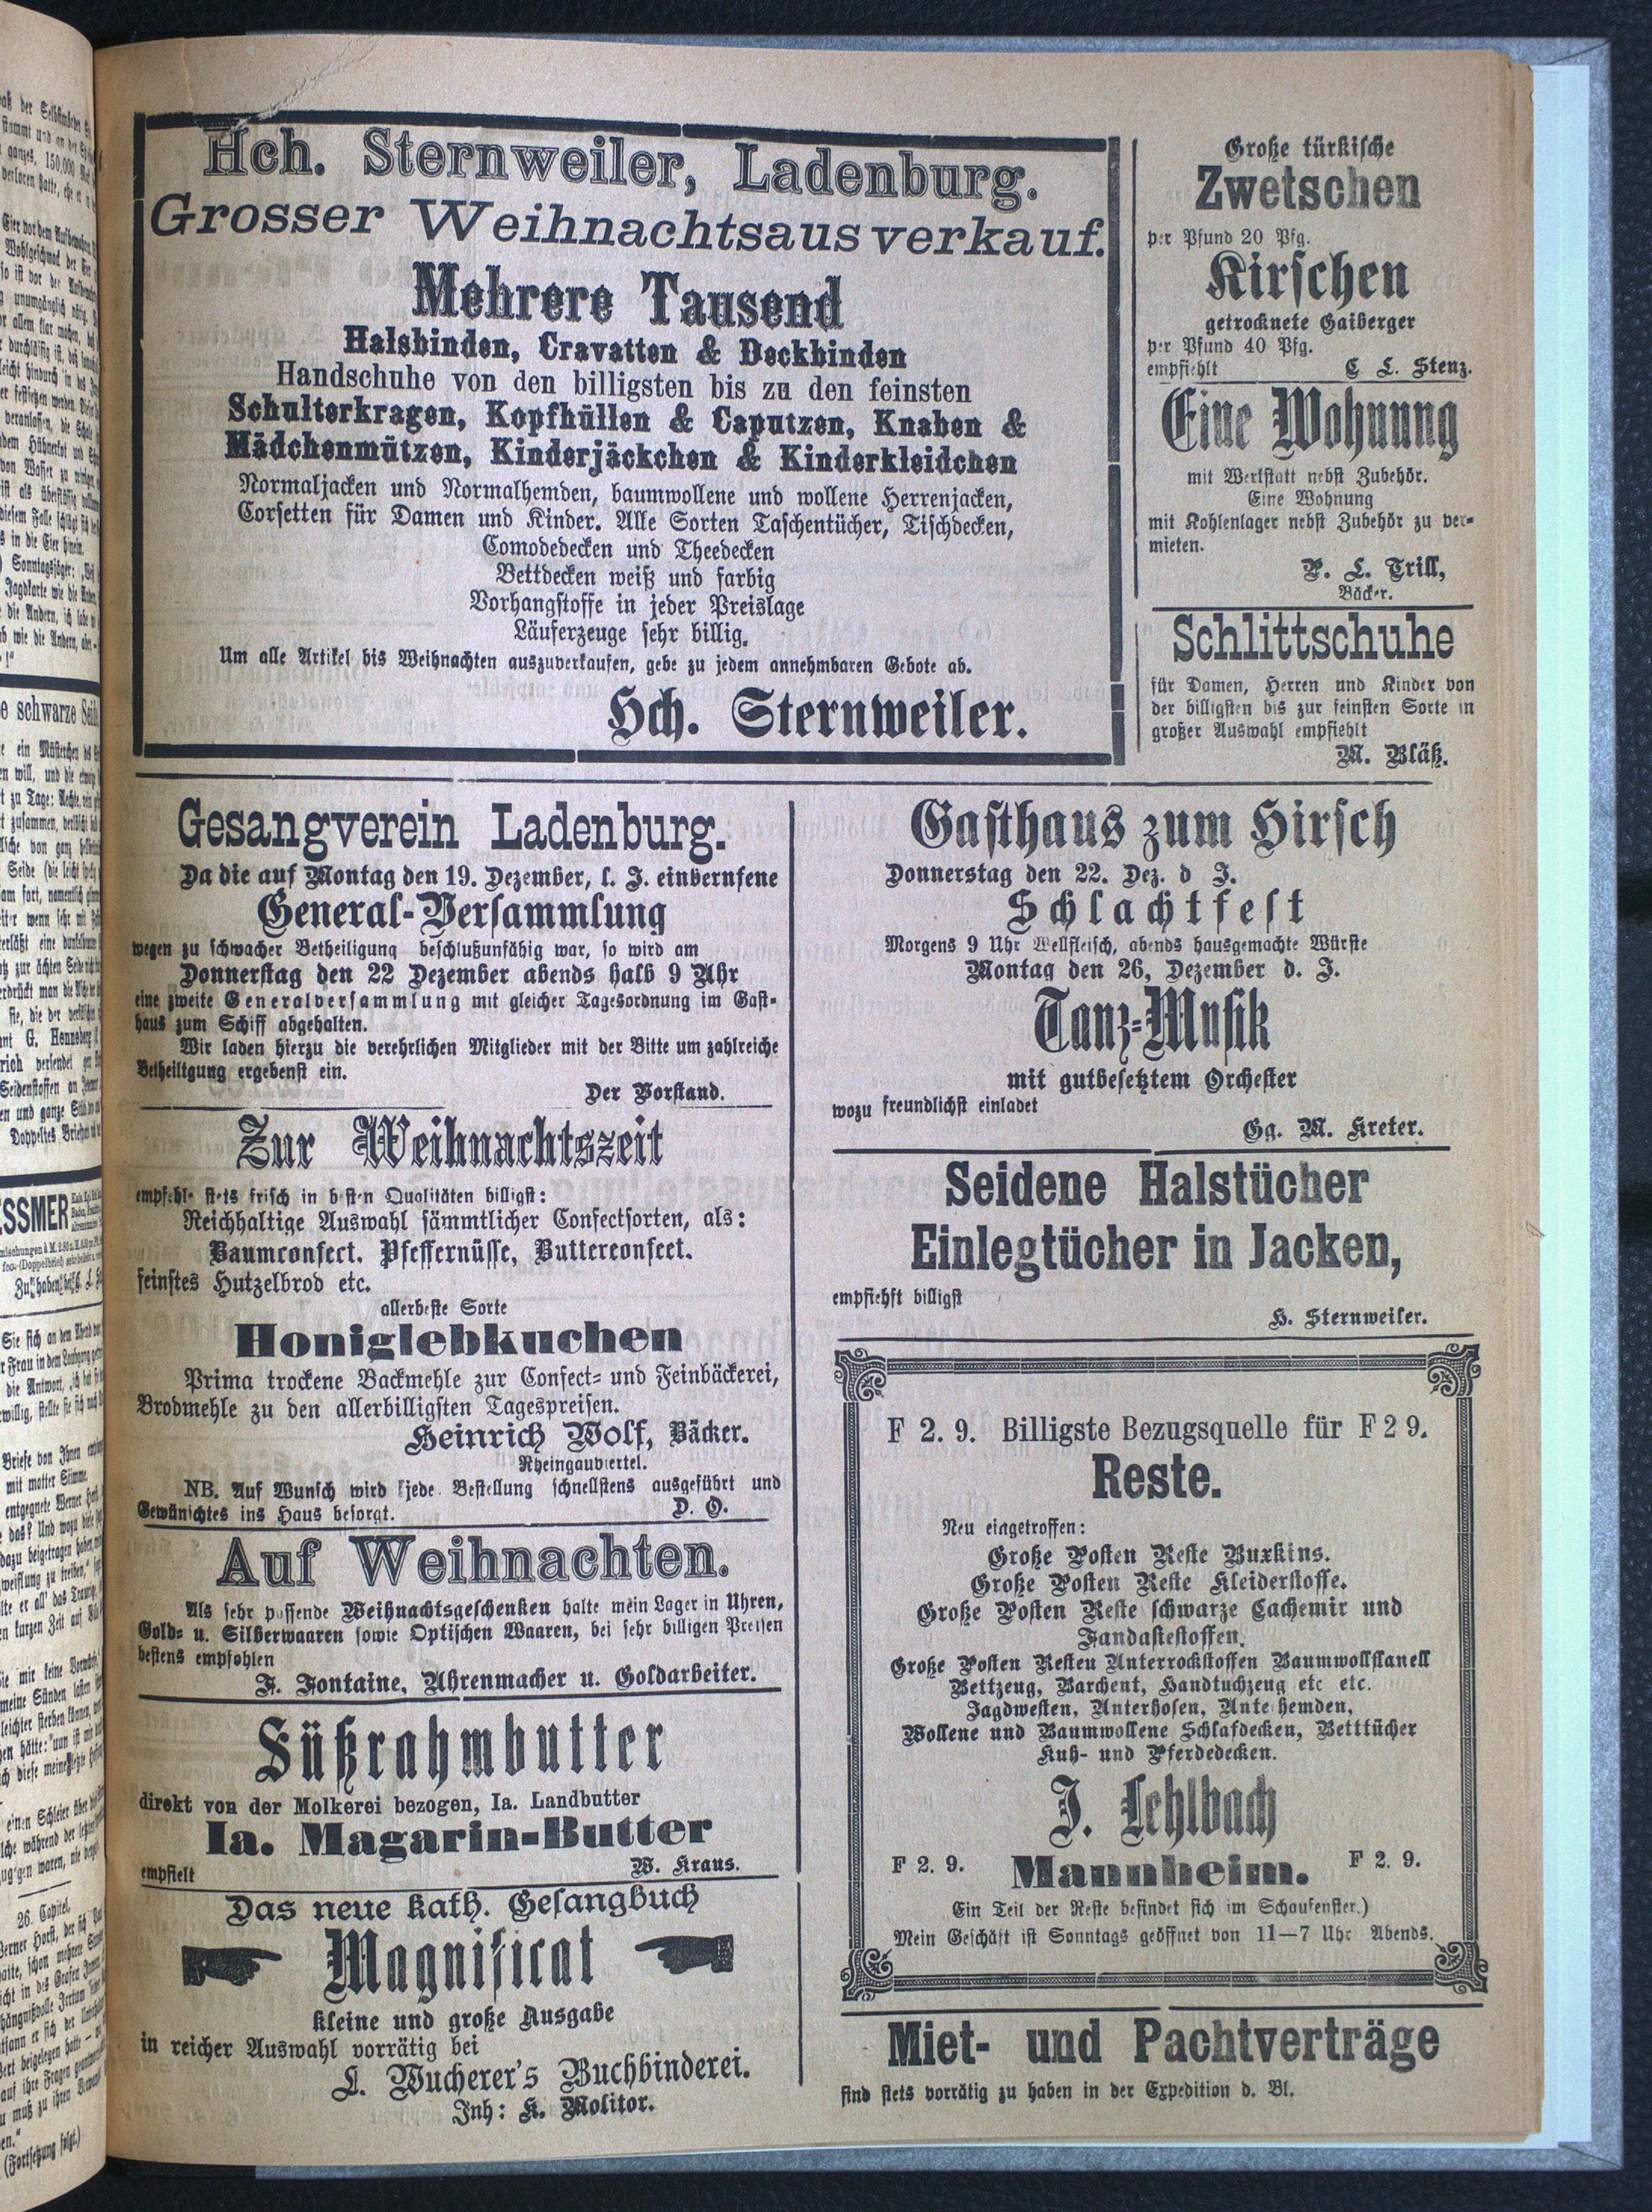 Hch. Sternweiler, Ladenburg.
Grosser Weihnachtsausverkauf.
Mehrere Tausend
Halsbinden, Cravatten & Deckbinden
Handschuhe von den billigsten bis zu den feinsten
Schulterkragen, Kopfhüllen & Caputzen, Knaben &
Mädchenmützen, Kinderjäckchen & Kinderkleidchen
Normaljacken und Normalhemden, baumwollene und wollene Herrenjacken,
Corsetten für Damen und Kinder. Alle Sorten Taschentücher, Tischdecken,
Comodedecken und Theedecken
Bettdecken weiß und farbig
Vorhangstoffe in jeder Preislage
Läuferzeuge sehr billig.
Um alle Artikel bis Weihnachten auszuverkaufen, gebe zu jedem annehmbaren Gebote ab.
Hch. Sternweiler.
Große türkische
Zwetschen
per Pfund 20 Pfg.
Kirschen
getrocknete Gaiberger
per Pfund 40 Pfg.
empfiehlt C. L. Stenz.
Eine Wohnung
mit Werkstatt nebst Zubehör.
Eine Wohnung
mit Kohlenlager nebst Zubehör zu ver-
mieten.
P. L. Trill,
Bäcker.
Schlittschuhe
für Damen, Herren und Kinder von
der billigsten bis zur feinsten Sorte in
großer Auswahl empfiehlt
M. Bläß.
Gesangverein Ladenburg.
Da die auf Montag den 19. Dezember, l. J. einbernfene
General-Versammlung
wegen zu schwacher Betheiligung beschlußunfähig war, so wird am
Donnerstag den 22 Dezember abends halb 9 Uhr
eine zweite Generalversammlung mit gleicher Tagesordnung im Gast-
haus zum Schiff abgehalten.
Wir laden hierzu die verehrlichen Mitglieder mit der Bitte um zahlreiche
Betheiligung ergebenst ein.
Der Vorstand.
Zur Weihnachtszeit
empfehle stets frisch in besten Qualitäten billigst:
Reichhaltige Auswahl sämmtlicher Confectsorten, als:
Baumconfect. Pfeffernüsse, Butterconfect.
feinstes Hutzelbrod etc.
allerbeste Sorte
Honiglebkuchen
Prima trockene Backmehle zur Confect- und Feinbäckerei,
Brodmehle zu den allerbilligsten Tagespreisen.
Heinrich Wolf, Bäcker.
Rheingauviertel.
NB. Auf Wunsch wird jede Bestellung schnellstens ausgeführt und
Gewünschtes ins Haus besorgt. D. O.
Auf Weihnachten.
Als sehr passende Weihnachtsgeschenken halte mein Lager in Uhren,
Gold- u. Silberwaaren sowie Optischen Waaren, bei sehr billigen Preisen
bestens empfohlen
F. Fontaine, Uhrenmacher u. Goldarbeiter.
Süßrahmbutter
direkt von der Molkerei bezogen, Ia. Landbutter
Ia. Magarin-Butter
empfielt W. Kraus.
Das neue kath. Gesangbuch
Magnificat
kleine und große Ausgabe
in reicher Auswahl vorrätig bei
L. Wucherer's Buchbinderei.
Inh: K. Molitor.
Gasthaus zum Hirsch
Donnerstag den 22. Dez. d J.
Schlachtfest
Morgens 9 Uhr Wellfleisch, abends hausgemachte Würste
Montag den 26, Dezember d. J.
Tanz-Musik
mit gutbesetztem Orchester
wozu freundlichst einladet
Gg. M. Kreter.
Seidene Halstücher
Einlegtücher in Jacken,
empfiehft billigst
H. Sternweiler.
F 2. 9. Billigste Bezugsquelle für F 2 9.
Reste.
Neu eingetroffen:
Große Posten Reste Buxkins.
Große Posten Reste Kleiderstoffe.
Große Posten Reste schwarze Cachemir und
Fandasiestoffen.
Große Posten Resten Unterrockstoffen Baumwollflanell
Bettzeug, Barchent, Handtuchzeug etc etc.
Jagdwesten, Unterhosen, Unte hemden,
Wollene und Baumwollene Schlafdecken, Betttücher
Kuh- und Pferdedecken.
J. Lehlbach
F 2. 9. Mannheim. F 2. 9.
Ein Teil der Reste befindet sich im Schaufenster.)
Mein Geschäft ist Sonntags geöffnet von 11—7 Uhr Abends.
Miet- und Pachtverträge
sind stets vorrätig zu haben in der Expedition d. Bl.